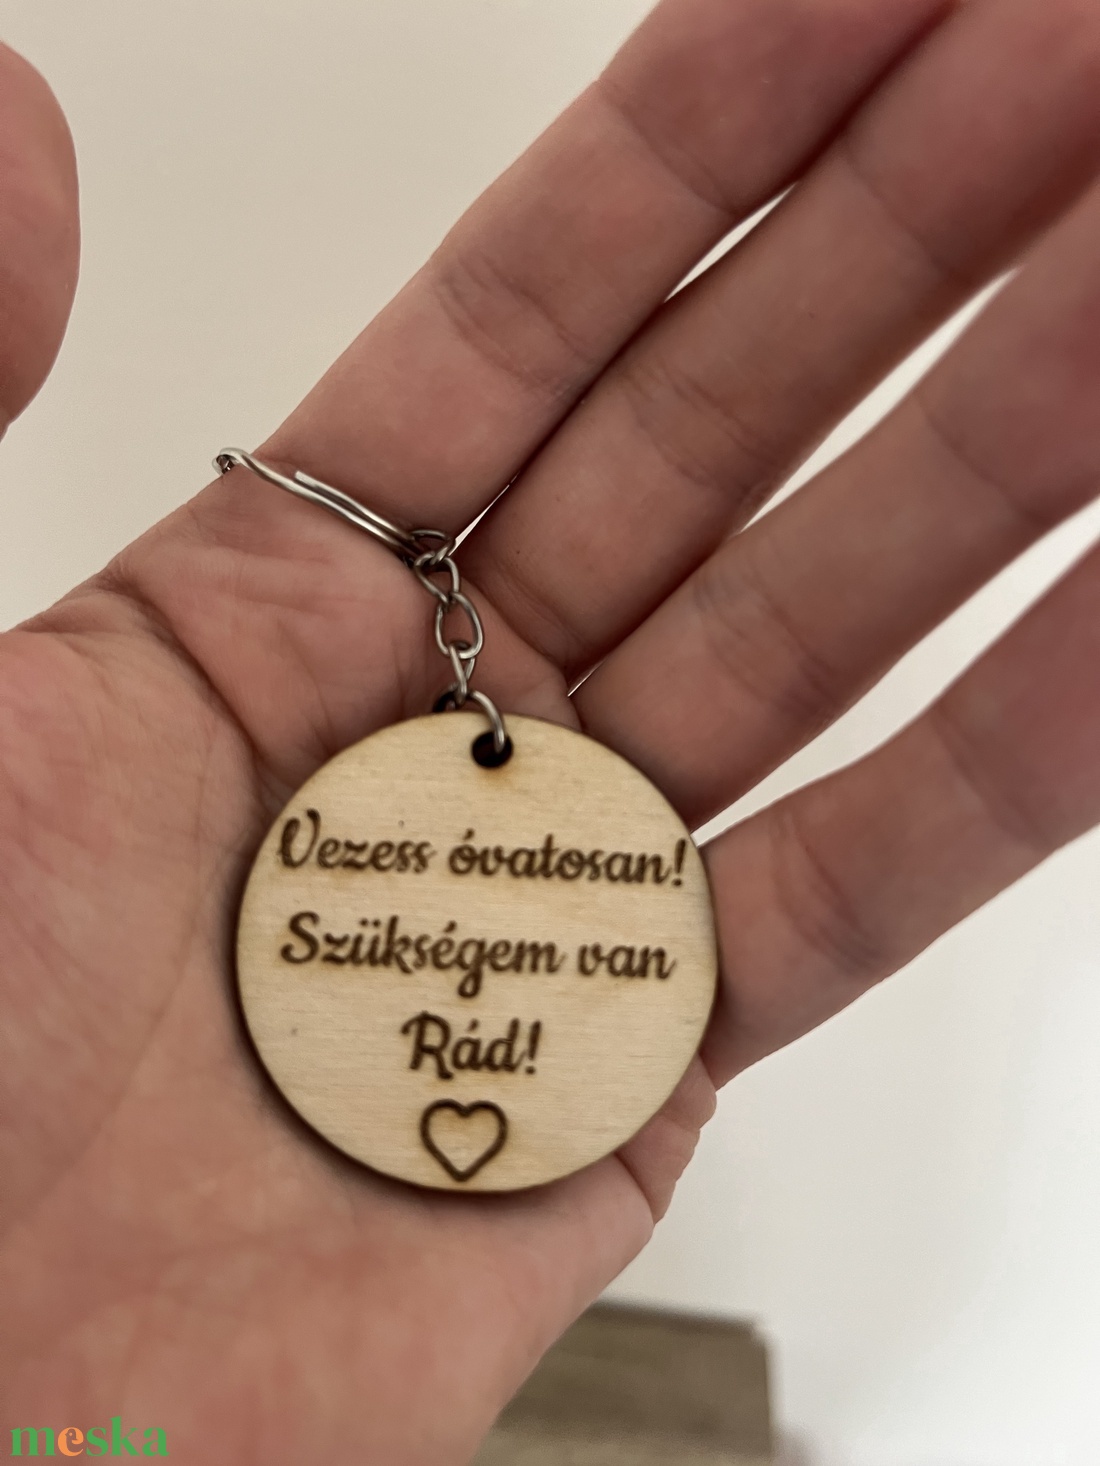 Vezess óvatosan!
Szükségem van
Rád!
meska